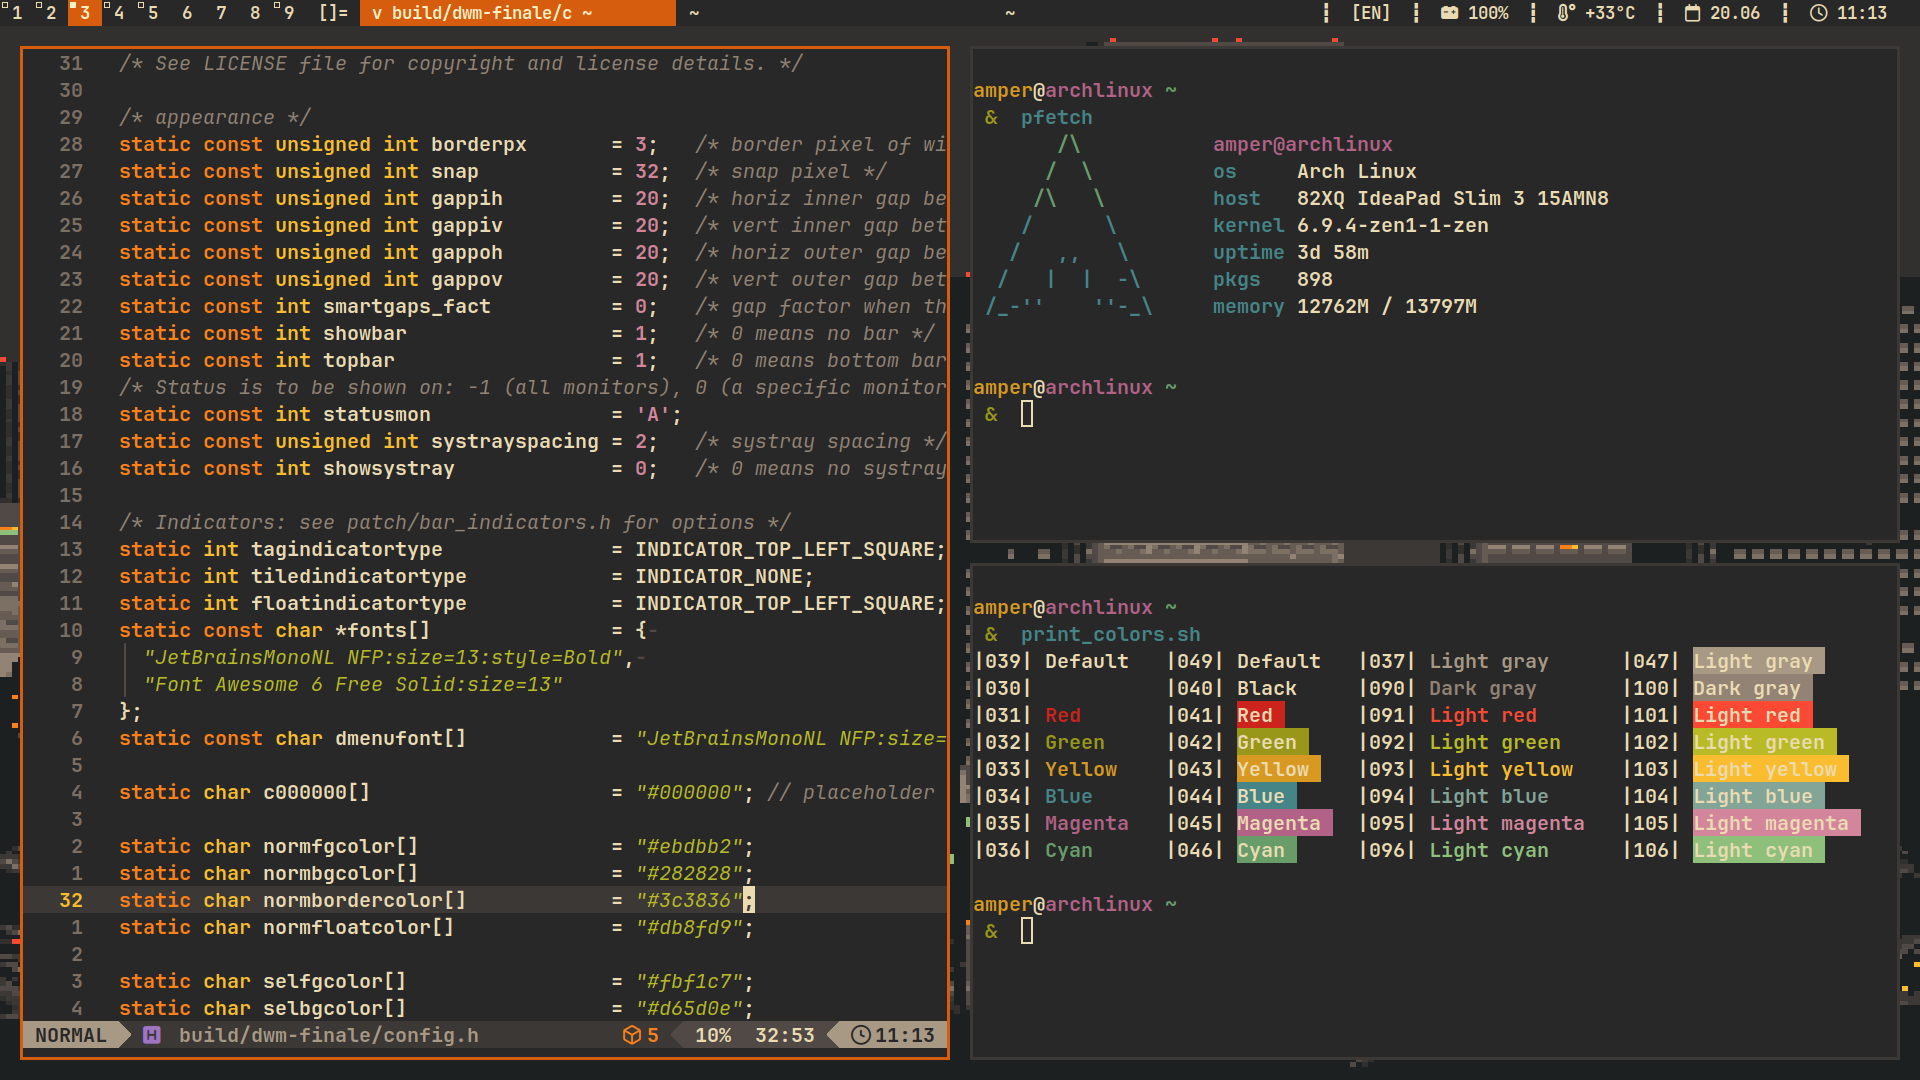 1 2 3 4 5 6 7 8 9 []= v build/dwm-finale/c ~ ~ ~ [EN] 100% +33°C 20.06 11:13
31 /* See LICENSE file for copyright and license details. */
30
29 /* appearance */
28 static const unsigned int borderpx = 3; /* border pixel of wi
27 static const unsigned int snap = 32; /* snap pixel */
26 static const unsigned int gappih = 20; /* horiz inner gap be
25 static const unsigned int gappiv = 20; /* vert inner gap bet
24 static const unsigned int gappoh = 20; /* horiz outer gap be
23 static const unsigned int gappov = 20; /* vert outer gap bet
22 static const int smartgaps_fact = 0; /* gap factor when th
21 static const int showbar = 1; /* 0 means no bar */
20 static const int topbar = 1; /* 0 means bottom bar
19 /* Status is to be shown on: -1 (all monitors), 0 (a specific monitor
18 static const int statusmon = 'A';
17 static const unsigned int systrayspacing = 2; /* systray spacing */
16 static const int showsystray = 0; /* 0 means no systray
15
14 /* Indicators: see patch/bar_indicators.h for options */
13 static int tagindicatortype = INDICATOR_TOP_LEFT_SQUARE;
12 static int tiledindicatortype = INDICATOR_NONE;
11 static int floatindicatortype = INDICATOR_TOP_LEFT_SQUARE;
10 static const char *fonts[] = {-
9 "JetBrainsMonoNL NFP:size=13:style=Bold",-
8 "Font Awesome 6 Free Solid:size=13"
7 };
6 static const char dmenufont[] = "JetBrainsMonoNL NFP:size=
5
4 static char c000000[] = "#000000"; // placeholder
3
2 static char normfgcolor[] = "#ebdbb2";
1 static char normbgcolor[] = "#282828";
32 static char normbordercolor[] = "#3c3836";
1 static char normfloatcolor[] = "#db8fd9";
2
3 static char selfgcolor[] = "#fbf1c7";
4 static char selbgcolor[] = "#d65d0e";
NORMAL H build/dwm-finale/config.h 5 10% 32:53 11:13
amper@archlinux ~
& pfetch
/\ amper@archlinux
/ \ os Arch Linux
/\ \ host 82XQ IdeaPad Slim 3 15AMN8
/ \ kernel 6.9.4-zen1-1-zen
/ ,, \ uptime 3d 58m
/ | | -\ pkgs 898
/_-'' ''-_\ memory 12762M / 13797M
amper@archlinux ~
&
amper@archlinux ~
& print_colors.sh
|039| Default |049| Default |037| Light gray |047| Light gray
|030| |040| Black |090| Dark gray |100| Dark gray
|031| Red |041| Red |091| Light red |101| Light red
|032| Green |042| Green |092| Light green |102| Light green
|033| Yellow |043| Yellow |093| Light yellow |103| Light yellow
|034| Blue |044| Blue |094| Light blue |104| Light blue
|035| Magenta |045| Magenta |095| Light magenta |105| Light magenta
|036| Cyan |046| Cyan |096| Light cyan |106| Light cyan
amper@archlinux ~
&